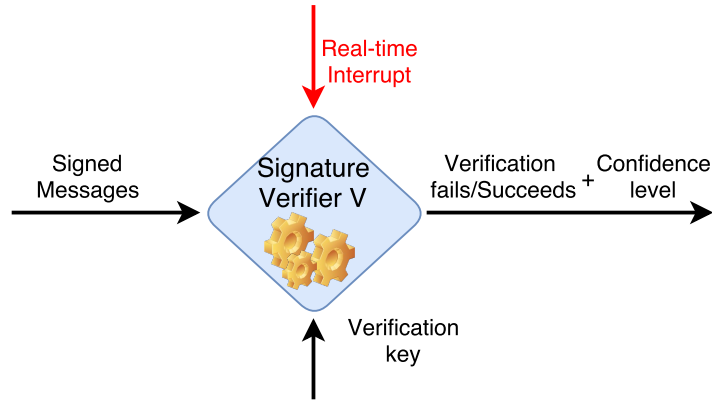 Real-time
Interrupt
Signed
Messages
Signature
Verifier V
Verification
fails/Succeeds
+
Confidence
level
Verification
key